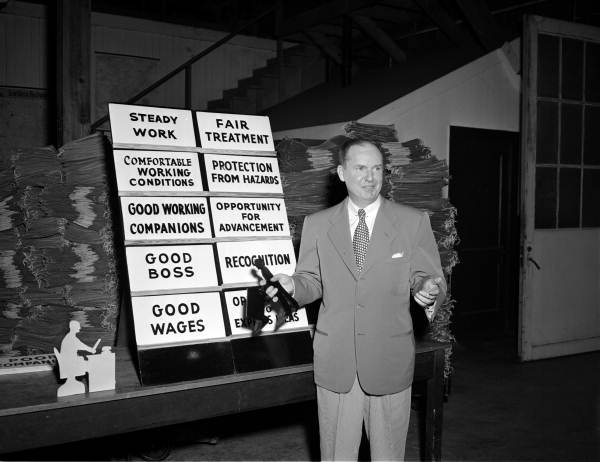 STEADY
WORK
FAIR
TREATMENT
COMFORTABLE
WORKING
CONDITIONS
PROTECTION
FROM HAZARDS
GOOD WORKING
COMPANIONS
OPPORTUNITY
FOR
ADVANCEMENT
GOOD
BOSS
RECOGNITION
GOOD
WAGES
GOOD